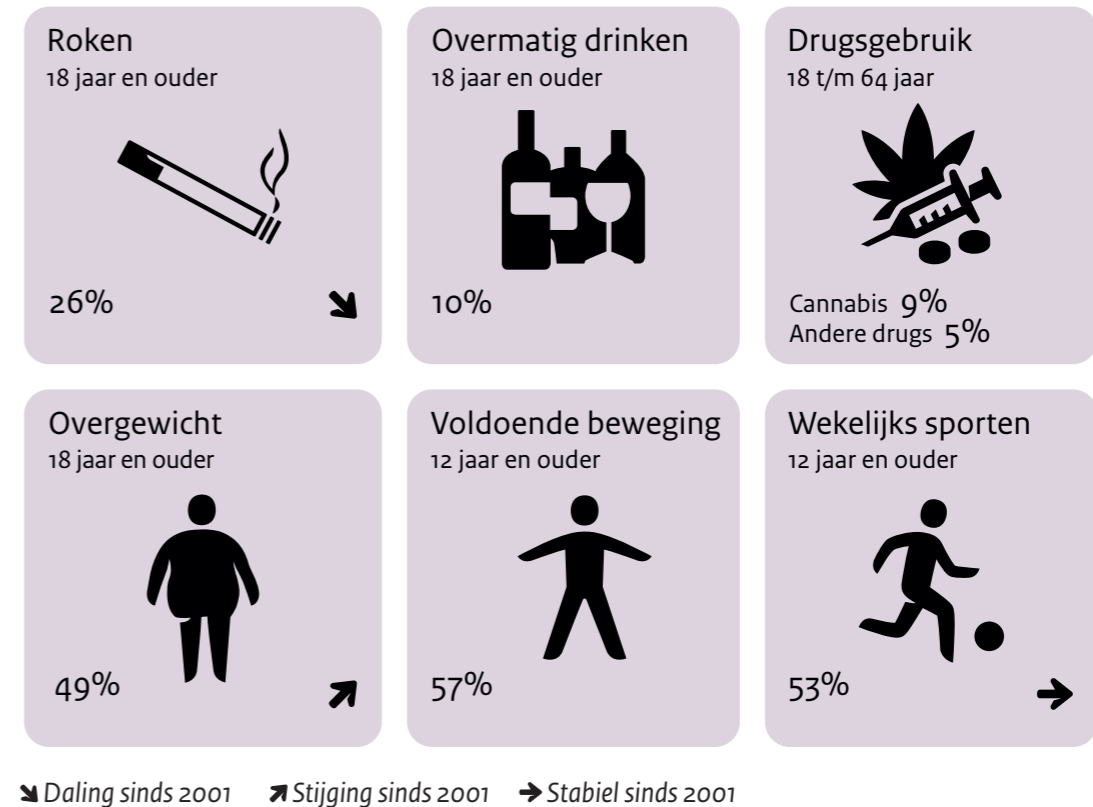 Roken
18 jaar en ouder
26%
Overmatig drinken
18 jaar en ouder
10%
Drugsgebruik
18 t/m 64 jaar
Cannabis 9%
Andere drugs 5%
Overgewicht
18 jaar en ouder
49%
Voldoende beweging
12 jaar en ouder
57%
Wekelijks sporten
12 jaar en ouder
53%
Daling sinds 2001
Stijging sinds 2001
Stabiel sinds 2001